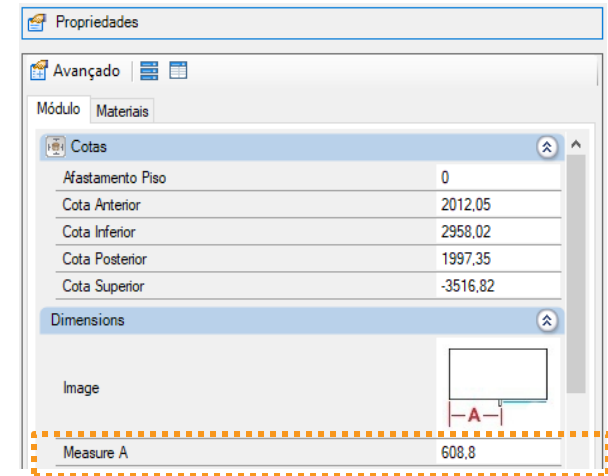 Propriedades
Avançado
Módulo Materiais
Cotas
Afastamento Piso 0
Cota Anterior 2012,05
Cota Inferior 2958,02
Cota Posterior 1997,35
Cota Superior -3516,82
Dimensions
Image
A
Measure A 608,8